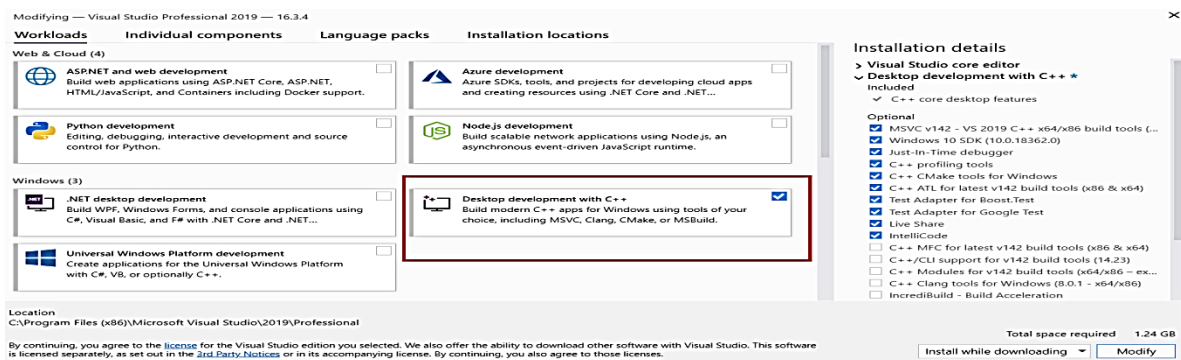 Modifying — Visual Studio Professional 2019 — 16.3.4
Workloads Individual components Language packs Installation locations
Web & Cloud (4)
ASP.NET and web development
Build web applications using ASP.NET Core, ASP.NET,
HTML/JavaScript, and Containers including Docker support.
Azure development
Azure SDKs, tools, and projects for developing cloud apps
and creating resources using .NET Core and .NET...
Python development
Editing, debugging, interactive development and source
control for Python.
Node.js development
Build scalable network applications using Node.js, an
asynchronous event-driven JavaScript runtime.
Windows (3)
.NET desktop development
Build WPF, Windows Forms, and console applications using
C#, Visual Basic, and F# with .NET Core and .NET...
Desktop development with C++
Build modern C++ apps for Windows using tools of your
choice, including MSVC, Clang, CMake, or MSBuild.
Universal Windows Platform development
Create applications for the Universal Windows Platform
with C#, VB, or optionally C++.
Installation details
Visual Studio core editor
Desktop development with C++ *
Included
C++ core desktop features
Optional
MSVC v142 - VS 2019 C++ x64/x86 build tools (...
Windows 10 SDK (10.0.18362.0)
Just-In-Time debugger
C++ profiling tools
C++ CMake tools for Windows
C++ ATL for latest v142 build tools (x86 & x64)
Test Adapter for Boost.Test
Test Adapter for Google Test
Live Share
IntelliCode
C++ MFC for latest v142 build tools (x86 & x64)
C++/CLI support for v142 build tools (14.23)
C++ Modules for v142 build tools (x64/x86 – ex...
C++ Clang tools for Windows (8.0.1 - x64/x86)
IncrediBuild - Build Acceleration
Location
C:\Program Files (x86)\Microsoft Visual Studio\2019\Professional
By continuing, you agree to the license for the Visual Studio edition you selected. We also offer the ability to download other software with Visual Studio. This software
is licensed separately, as set out in the 3rd Party Notices or in its accompanying license. By continuing, you also agree to those licenses.
Total space required 1.24 GB
Install while downloading Modify